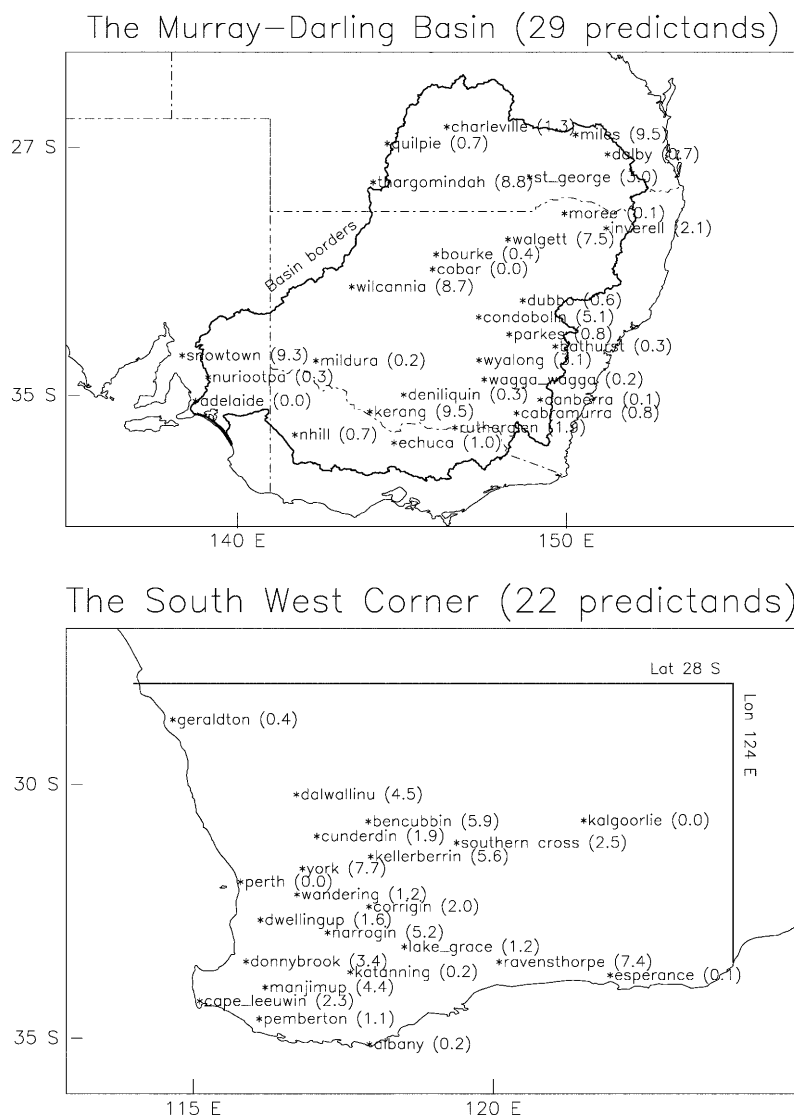 The Murray–Darling Basin (29 predictands)
27 S
charleville (1.3)
miles (9.5)
quilpie (0.7)
dalby (0.7)
thargomindah (8.8)
st_george (3.0)
moree (0.1)
inverell (2.1)
walgett (7.5)
Basin borders
bourke (0.4)
cobar (0.0)
wilcannia (8.7)
dubbo (0.6)
condobolin (5.1)
parkes (0.8)
bathurst (0.3)
snowtown (9.3)
mildura (0.2)
wyalong (3.1)
nuriootpa (0.3)
wagga_wagga (0.2)
35 S
adelaide (0.0)
deniliquin (0.3)
canberra (0.1)
kerang (9.5)
cabramurra (0.8)
rutherglen (1.9)
nhill (0.7)
echuca (1.0)
140 E
150 E
The South West Corner (22 predictands)
Lat 28 S
Lon 124 E
geraldton (0.4)
30 S
dalwallinu (4.5)
bencubbin (5.9)
kalgoorlie (0.0)
cunderdin (1.9)
southern cross (2.5)
kellerberrin (5.6)
york (7.7)
perth (0.0)
wandering (1.2)
corrigin (2.0)
dwellingup (1.6)
narrogin (5.2)
lake_grace (1.2)
donnybrook (3.4)
ravensthorpe (7.4)
katanning (0.2)
esperance (0.1)
manjimup (4.4)
cape_leeuwin (2.3)
pemberton (1.1)
35 S
albany (0.2)
115 E
120 E